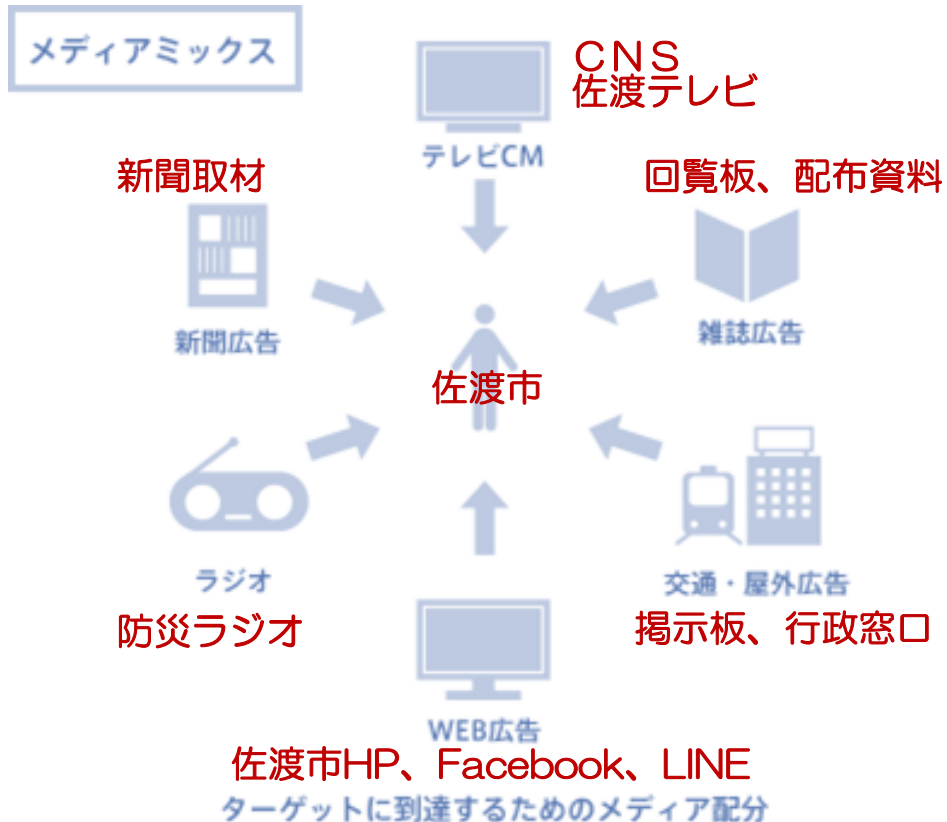 メディアミックス
ＣＮＳ
佐渡テレビ
テレビCM
新聞取材
回覧板、配布資料
新聞広告
雑誌広告
佐渡市
ラジオ
交通・屋外広告
防災ラジオ
掲示板、行政窓口
WEB広告
佐渡市HP、Facebook、LINE
ターゲットに到達するためのメディア配分